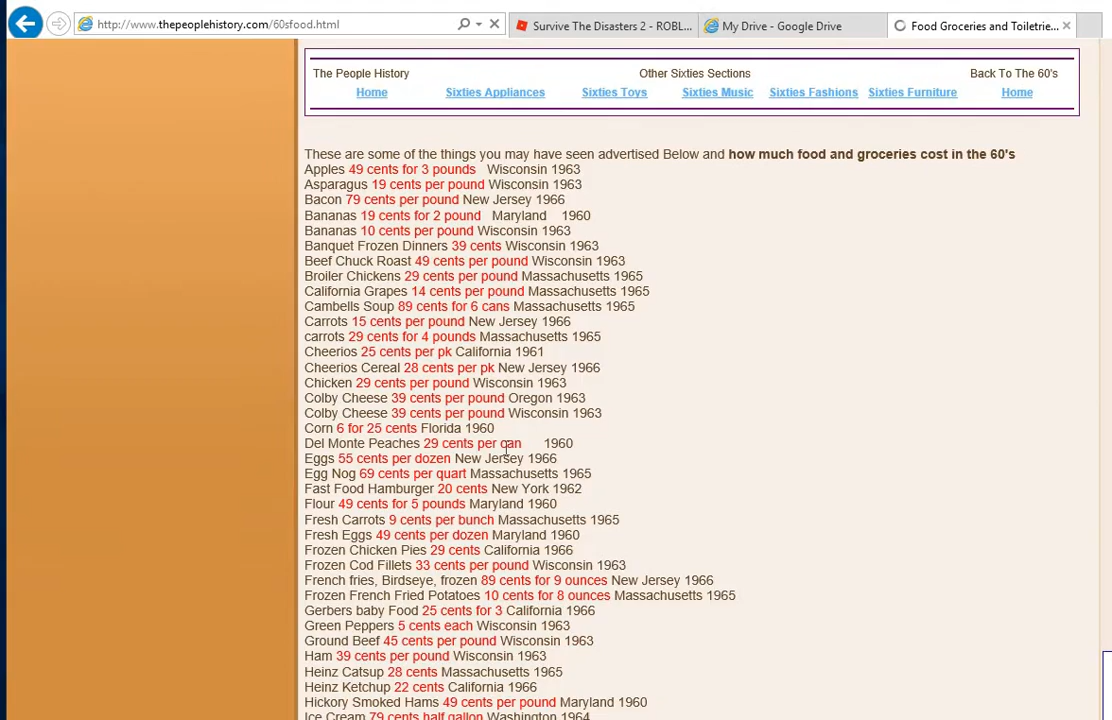 http://www.thepeoplehistory.com/60sfood.html
Survive The Disasters 2 - ROBL...
My Drive - Google Drive
Food Groceries and Toiletrie...
The People History Other Sixties Sections Back To The 60's
Home Sixties Appliances Sixties Toys Sixties Music Sixties Fashions Sixties Furniture Home
These are some of the things you may have seen advertised Below and how much food and groceries cost in the 60's
Apples 49 cents for 3 pounds Wisconsin 1963
Asparagus 19 cents per pound Wisconsin 1963
Bacon 79 cents per pound New Jersey 1966
Bananas 19 cents for 2 pound Maryland 1960
Bananas 10 cents per pound Wisconsin 1963
Banquet Frozen Dinners 39 cents Wisconsin 1963
Beef Chuck Roast 49 cents per pound Wisconsin 1963
Broiler Chickens 29 cents per pound Massachusetts 1965
California Grapes 14 cents per pound Massachusetts 1965
Cambells Soup 89 cents for 6 cans Massachusetts 1965
Carrots 15 cents per pound New Jersey 1966
carrots 29 cents for 4 pounds Massachusetts 1965
Cheerios 25 cents per pk California 1961
Cheerios Cereal 28 cents per pk New Jersey 1966
Chicken 29 cents per pound Wisconsin 1963
Colby Cheese 39 cents per pound Oregon 1963
Colby Cheese 39 cents per pound Wisconsin 1963
Corn 6 for 25 cents Florida 1960
Del Monte Peaches 29 cents per can 1960
Eggs 55 cents per dozen New Jersey 1966
Egg Nog 69 cents per quart Massachusetts 1965
Fast Food Hamburger 20 cents New York 1962
Flour 49 cents for 5 pounds Maryland 1960
Fresh Carrots 9 cents per bunch Massachusetts 1965
Fresh Eggs 49 cents per dozen Maryland 1960
Frozen Chicken Pies 29 cents California 1966
Frozen Cod Fillets 33 cents per pound Wisconsin 1963
French fries, Birdseye, frozen 89 cents for 9 ounces New Jersey 1966
Frozen French Fried Potatoes 10 cents for 8 ounces Massachusetts 1965
Gerbers baby Food 25 cents for 3 California 1966
Green Peppers 5 cents each Wisconsin 1963
Ground Beef 45 cents per pound Wisconsin 1963
Ham 39 cents per pound Wisconsin 1963
Heinz Catsup 28 cents Massachusetts 1965
Heinz Ketchup 22 cents California 1966
Hickory Smoked Hams 49 cents per pound Maryland 1960
Ice Cream 79 cents half gallon Washington 1964